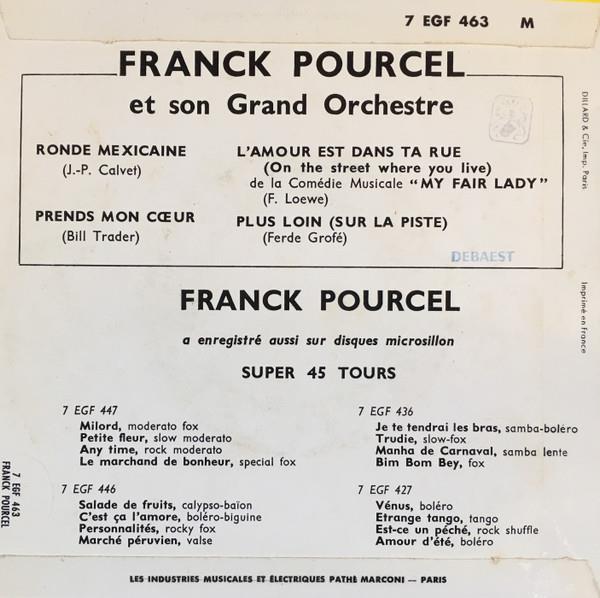 7 EGF 463 M
FRANCK POURCEL
et son Grand Orchestre
RONDE MEXICAINE
(J.-P. Calvet)
PRENDS MON CŒUR
(Bill Trader)
L'AMOUR EST DANS TA RUE
(On the street where you live)
de la Comédie Musicale “MY FAIR LADY”
(F. Loewe)
PLUS LOIN (SUR LA PISTE)
(Ferde Grofé)
DEBAEST
FRANCK POURCEL
a enregistré aussi sur disques microsillon
SUPER 45 TOURS
7 EGF 447
Milord, moderato fox
Petite fleur, slow moderato
Any time, rock moderato
Le marchand de bonheur, special fox
7 EGF 446
Salade de fruits, calypso-baïon
C'est ça l'amore, boléro-biguine
Personnalités, rocky fox
Marché péruvien, valse
7 EGF 436
Je te tendrai les bras, samba-boléro
Trudie, slow-fox
Manha de Carnaval, samba lente
Bim Bom Bey, fox
7 EGF 427
Vénus, boléro
Etrange tango, tango
Est-ce un péché, rock shuffle
Amour d'été, boléro
LES INDUSTRIES MUSICALES ET ÉLECTRIQUES PATHÉ MARCONI — PARIS
7 EGF 463
FRANCK POURCEL
DILLARD & Cie, Imp. Paris
Imprimé en France